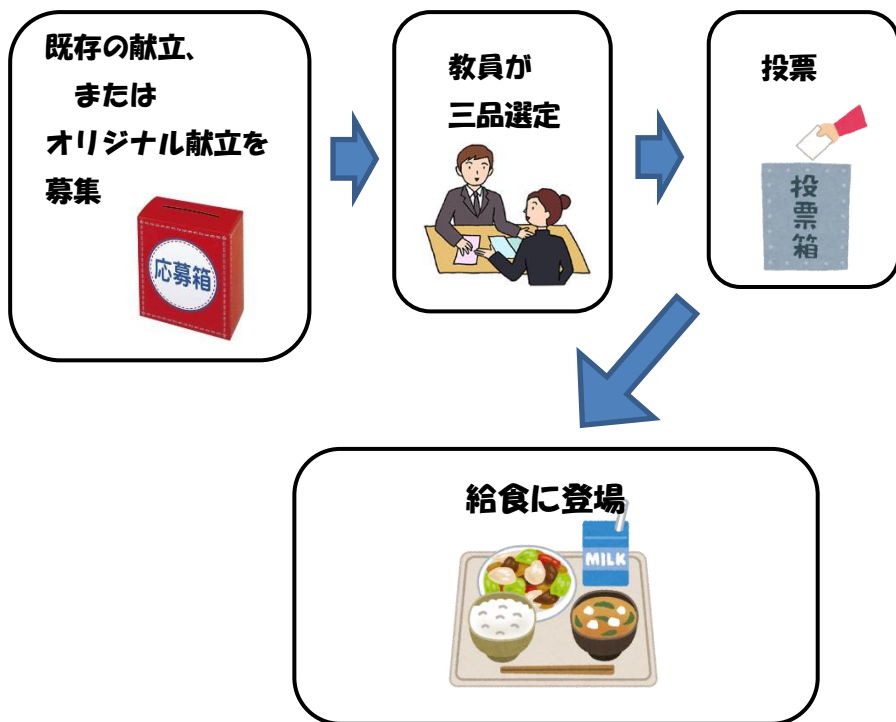 既存の献立、
または
オリジナル献立を
募集
応募箱
教員が
三品選定
投票
投票箱
給食に登場
MILK